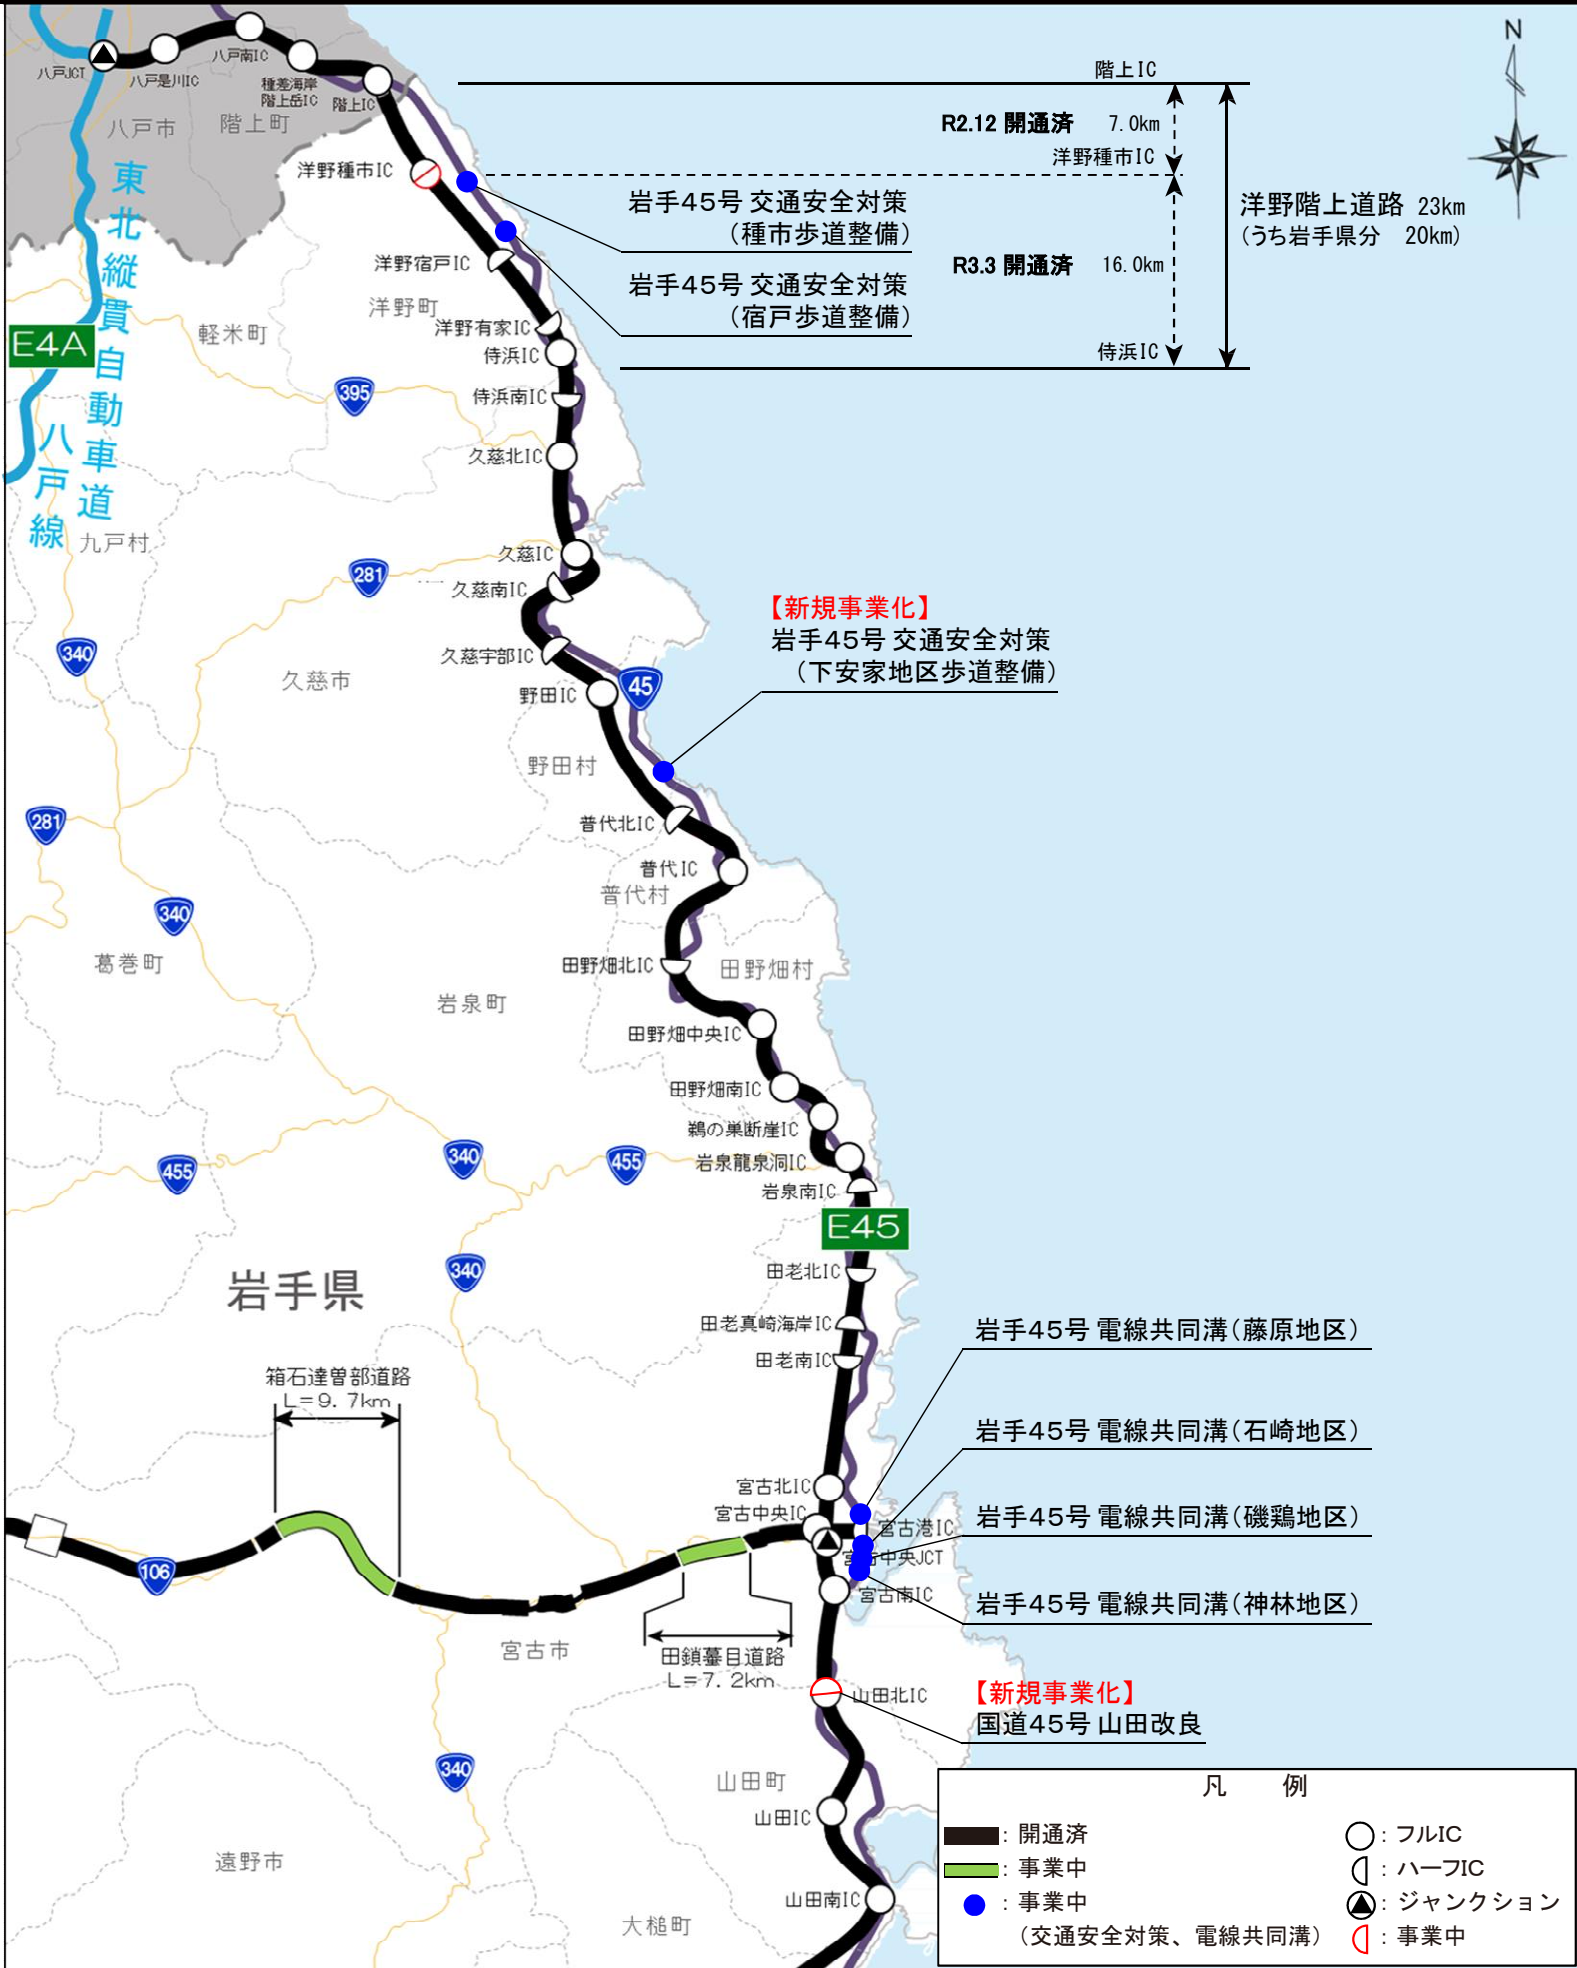 N
八戸JCT
八戸是川IC
八戸南IC
種差海岸
階上岳IC
階上IC
八戸市
階上町
階上IC
R2.12 開通済 7.0km
洋野種市IC
洋野階上道路 23km
(うち岩手県分 20km)
R3.3 開通済 16.0km
侍浜IC
洋野種市IC
岩手45号 交通安全対策
(種市歩道整備)
洋野宿戸IC
岩手45号 交通安全対策
(宿戸歩道整備)
洋野町
洋野有家IC
侍浜IC
侍浜南IC
東北縦貫自動車道
八戸線
E4A
軽米町
395
久慈北IC
九戸村
281
久慈IC
久慈南IC
340
久慈市
久慈宇部IC
野田IC
45
【新規事業化】
岩手45号 交通安全対策
(下安家地区歩道整備)
野田村
281
普代北IC
普代IC
普代村
340
葛巻町
岩泉町
田野畑北IC
田野畑村
田野畑中央IC
田野畑南IC
鵜の巣断崖IC
岩泉龍泉洞IC
岩泉南IC
455
340
455
E45
340
岩手県
田老北IC
田老真崎海岸IC
田老南IC
岩手45号 電線共同溝(藤原地区)
箱石達曽部道路
L=9.7km
岩手45号 電線共同溝(石崎地区)
宮古北IC
宮古中央IC
宮古港IC
岩手45号 電線共同溝(磯鶏地区)
宮古中央JCT
106
宮古南IC
岩手45号 電線共同溝(神林地区)
宮古市
田鎖蟇目道路
L=7.2km
山田北IC
【新規事業化】
国道45号 山田改良
340
山田町
山田IC
遠野市
山田南IC
大槌町
凡 例
: 開通済
: フルIC
: 事業中
: ハーフIC
: 事業中
: ジャンクション
(交通安全対策、電線共同溝)
: 事業中